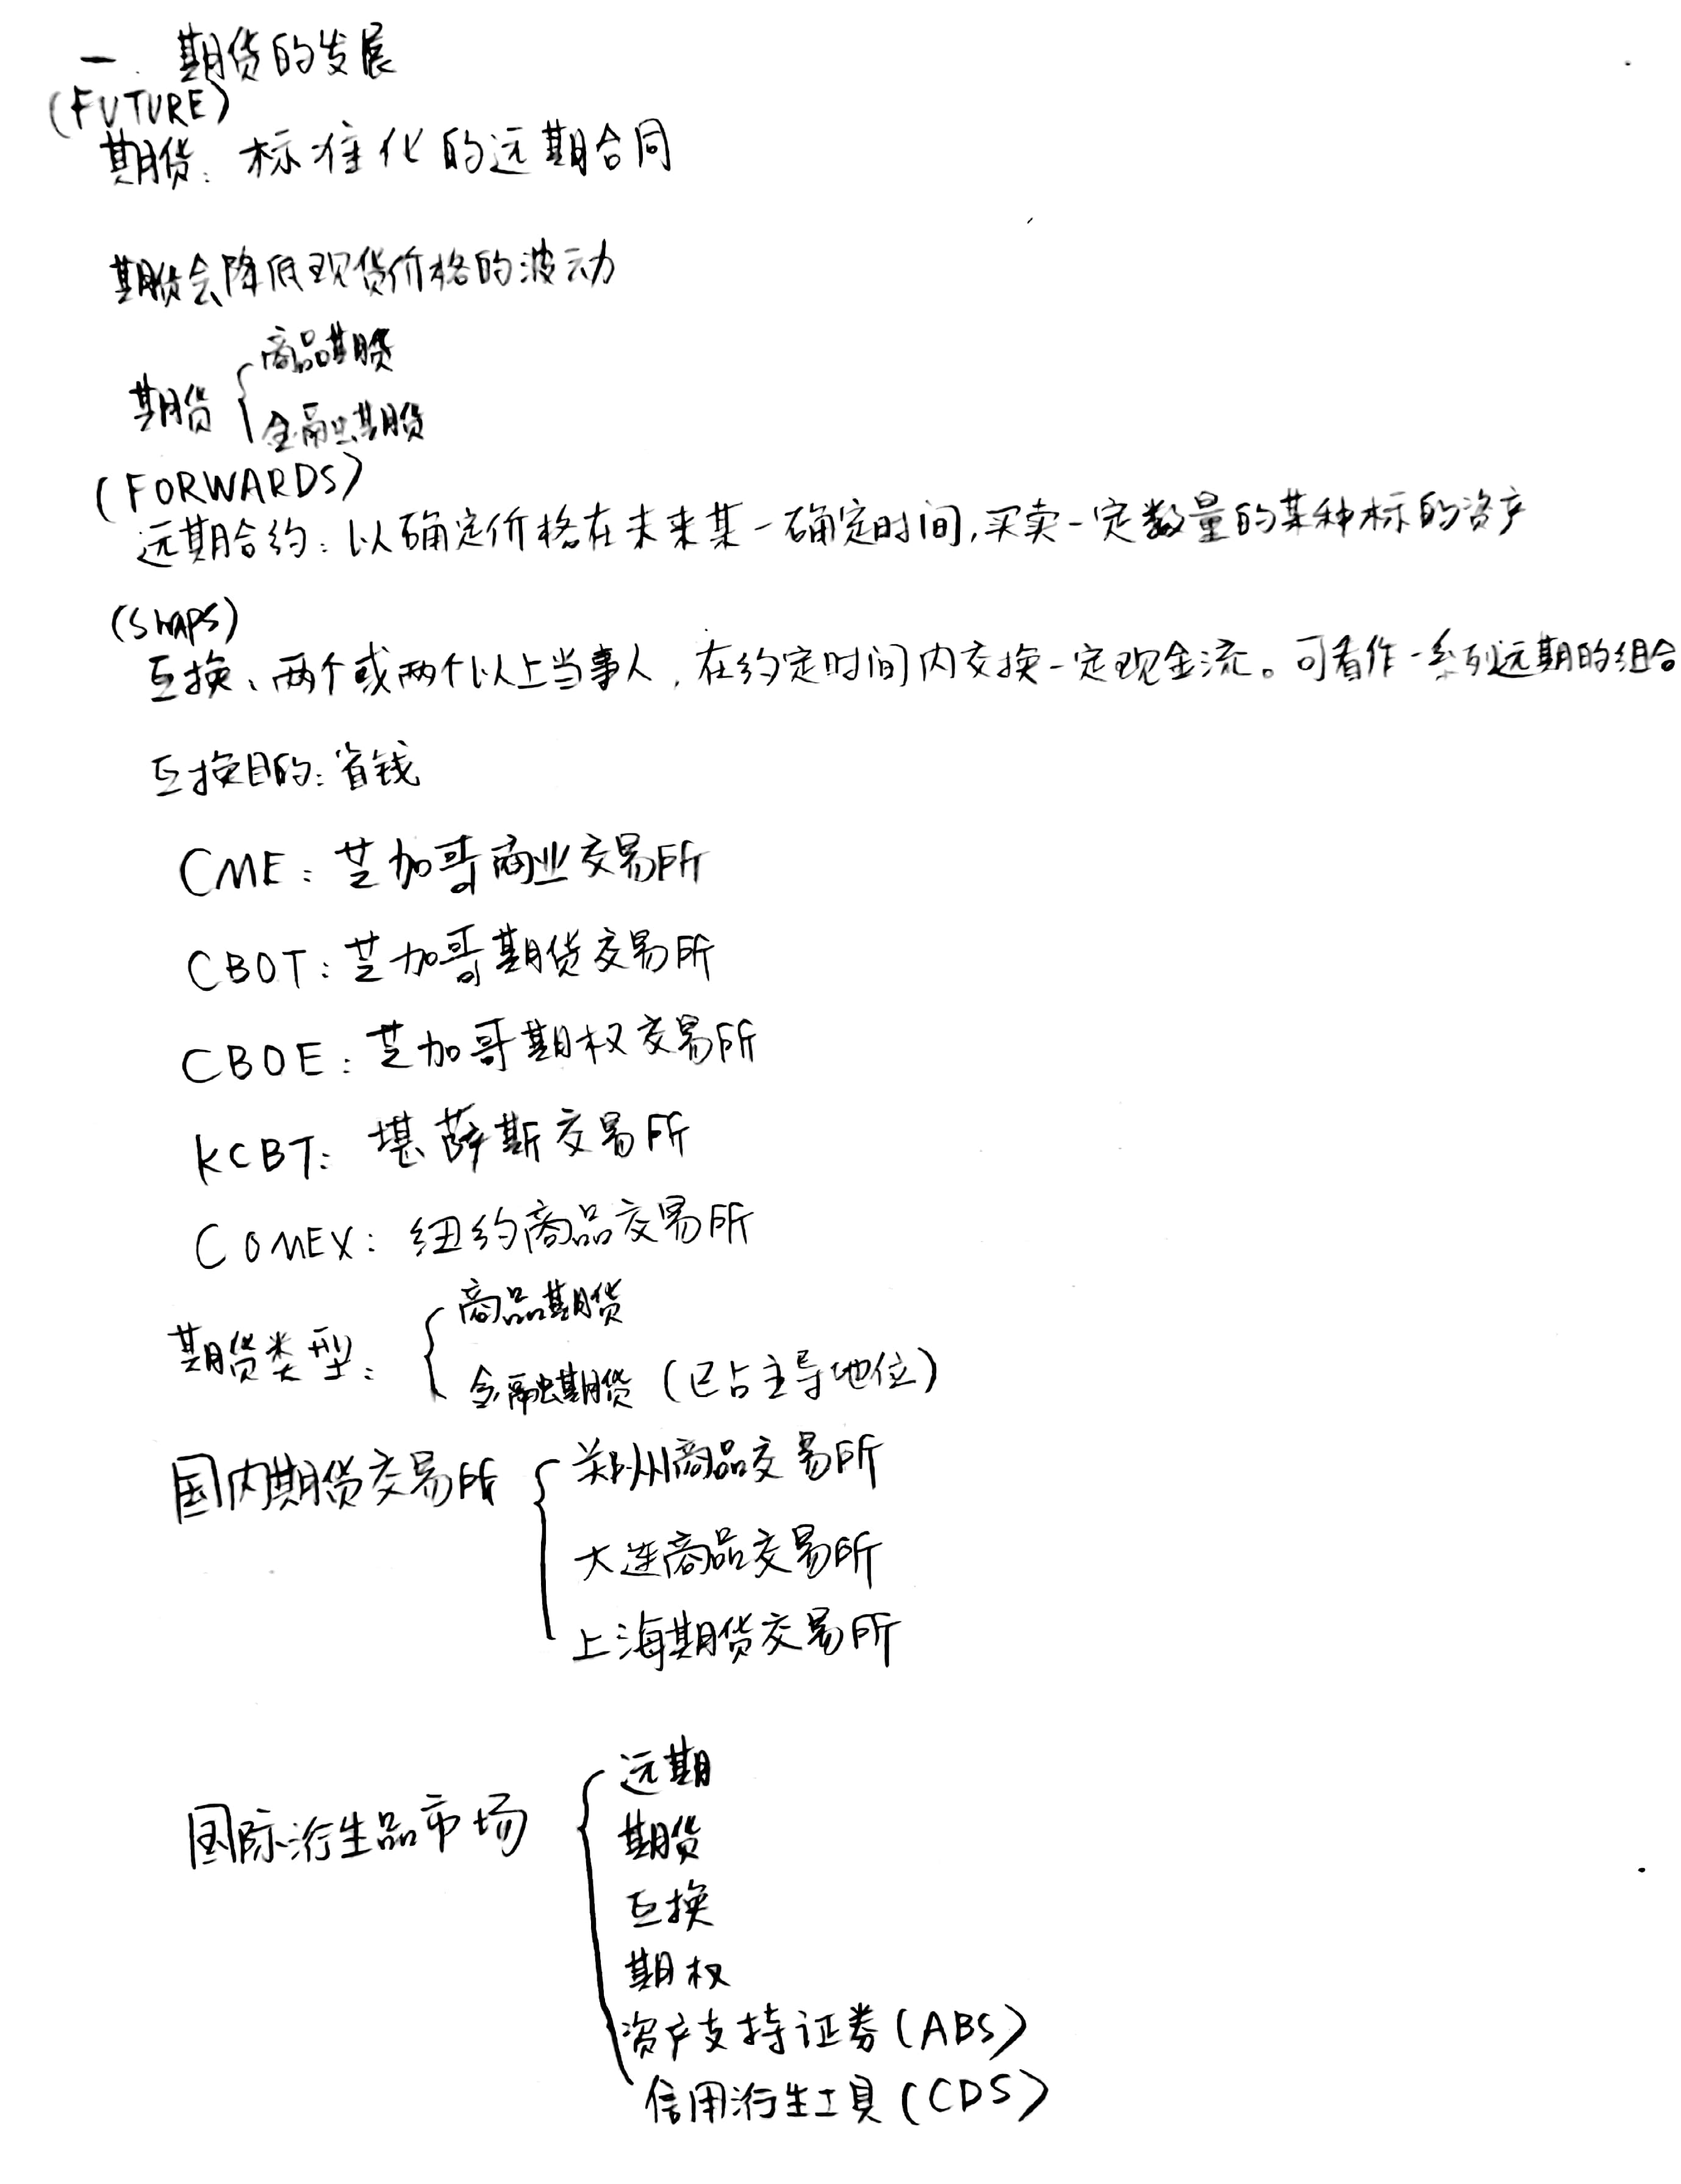 一. 期货的发展
(FUTURE)
期货: 标准化的远期合同
期货会降低现货价格的波动
商品期货
期货
金融期货
(FORWARDS)
远期合约: 以确定价格在未来某一确定时间,买卖一定数量的某种标的资产
(SWAPS)
互换、两个或两个以上当事人, 在约定时间内交换一定现金流。可看作一系列远期的组合
互换目的: 省钱
CME: 芝加哥商业交易所
CBOT: 芝加哥期货交易所
CBOE: 芝加哥期权交易所
KCBT: 堪萨斯交易所
COMEX: 纽约商品交易所
商品期货
期货类型:
金融期货 (已占主导地位)
郑州商品交易所
国内期货交易所
大连商品交易所
上海期货交易所
远期
期货
国际衍生品市场
互换
期权
资产支持证券(ABS)
信用衍生工具(CDS)